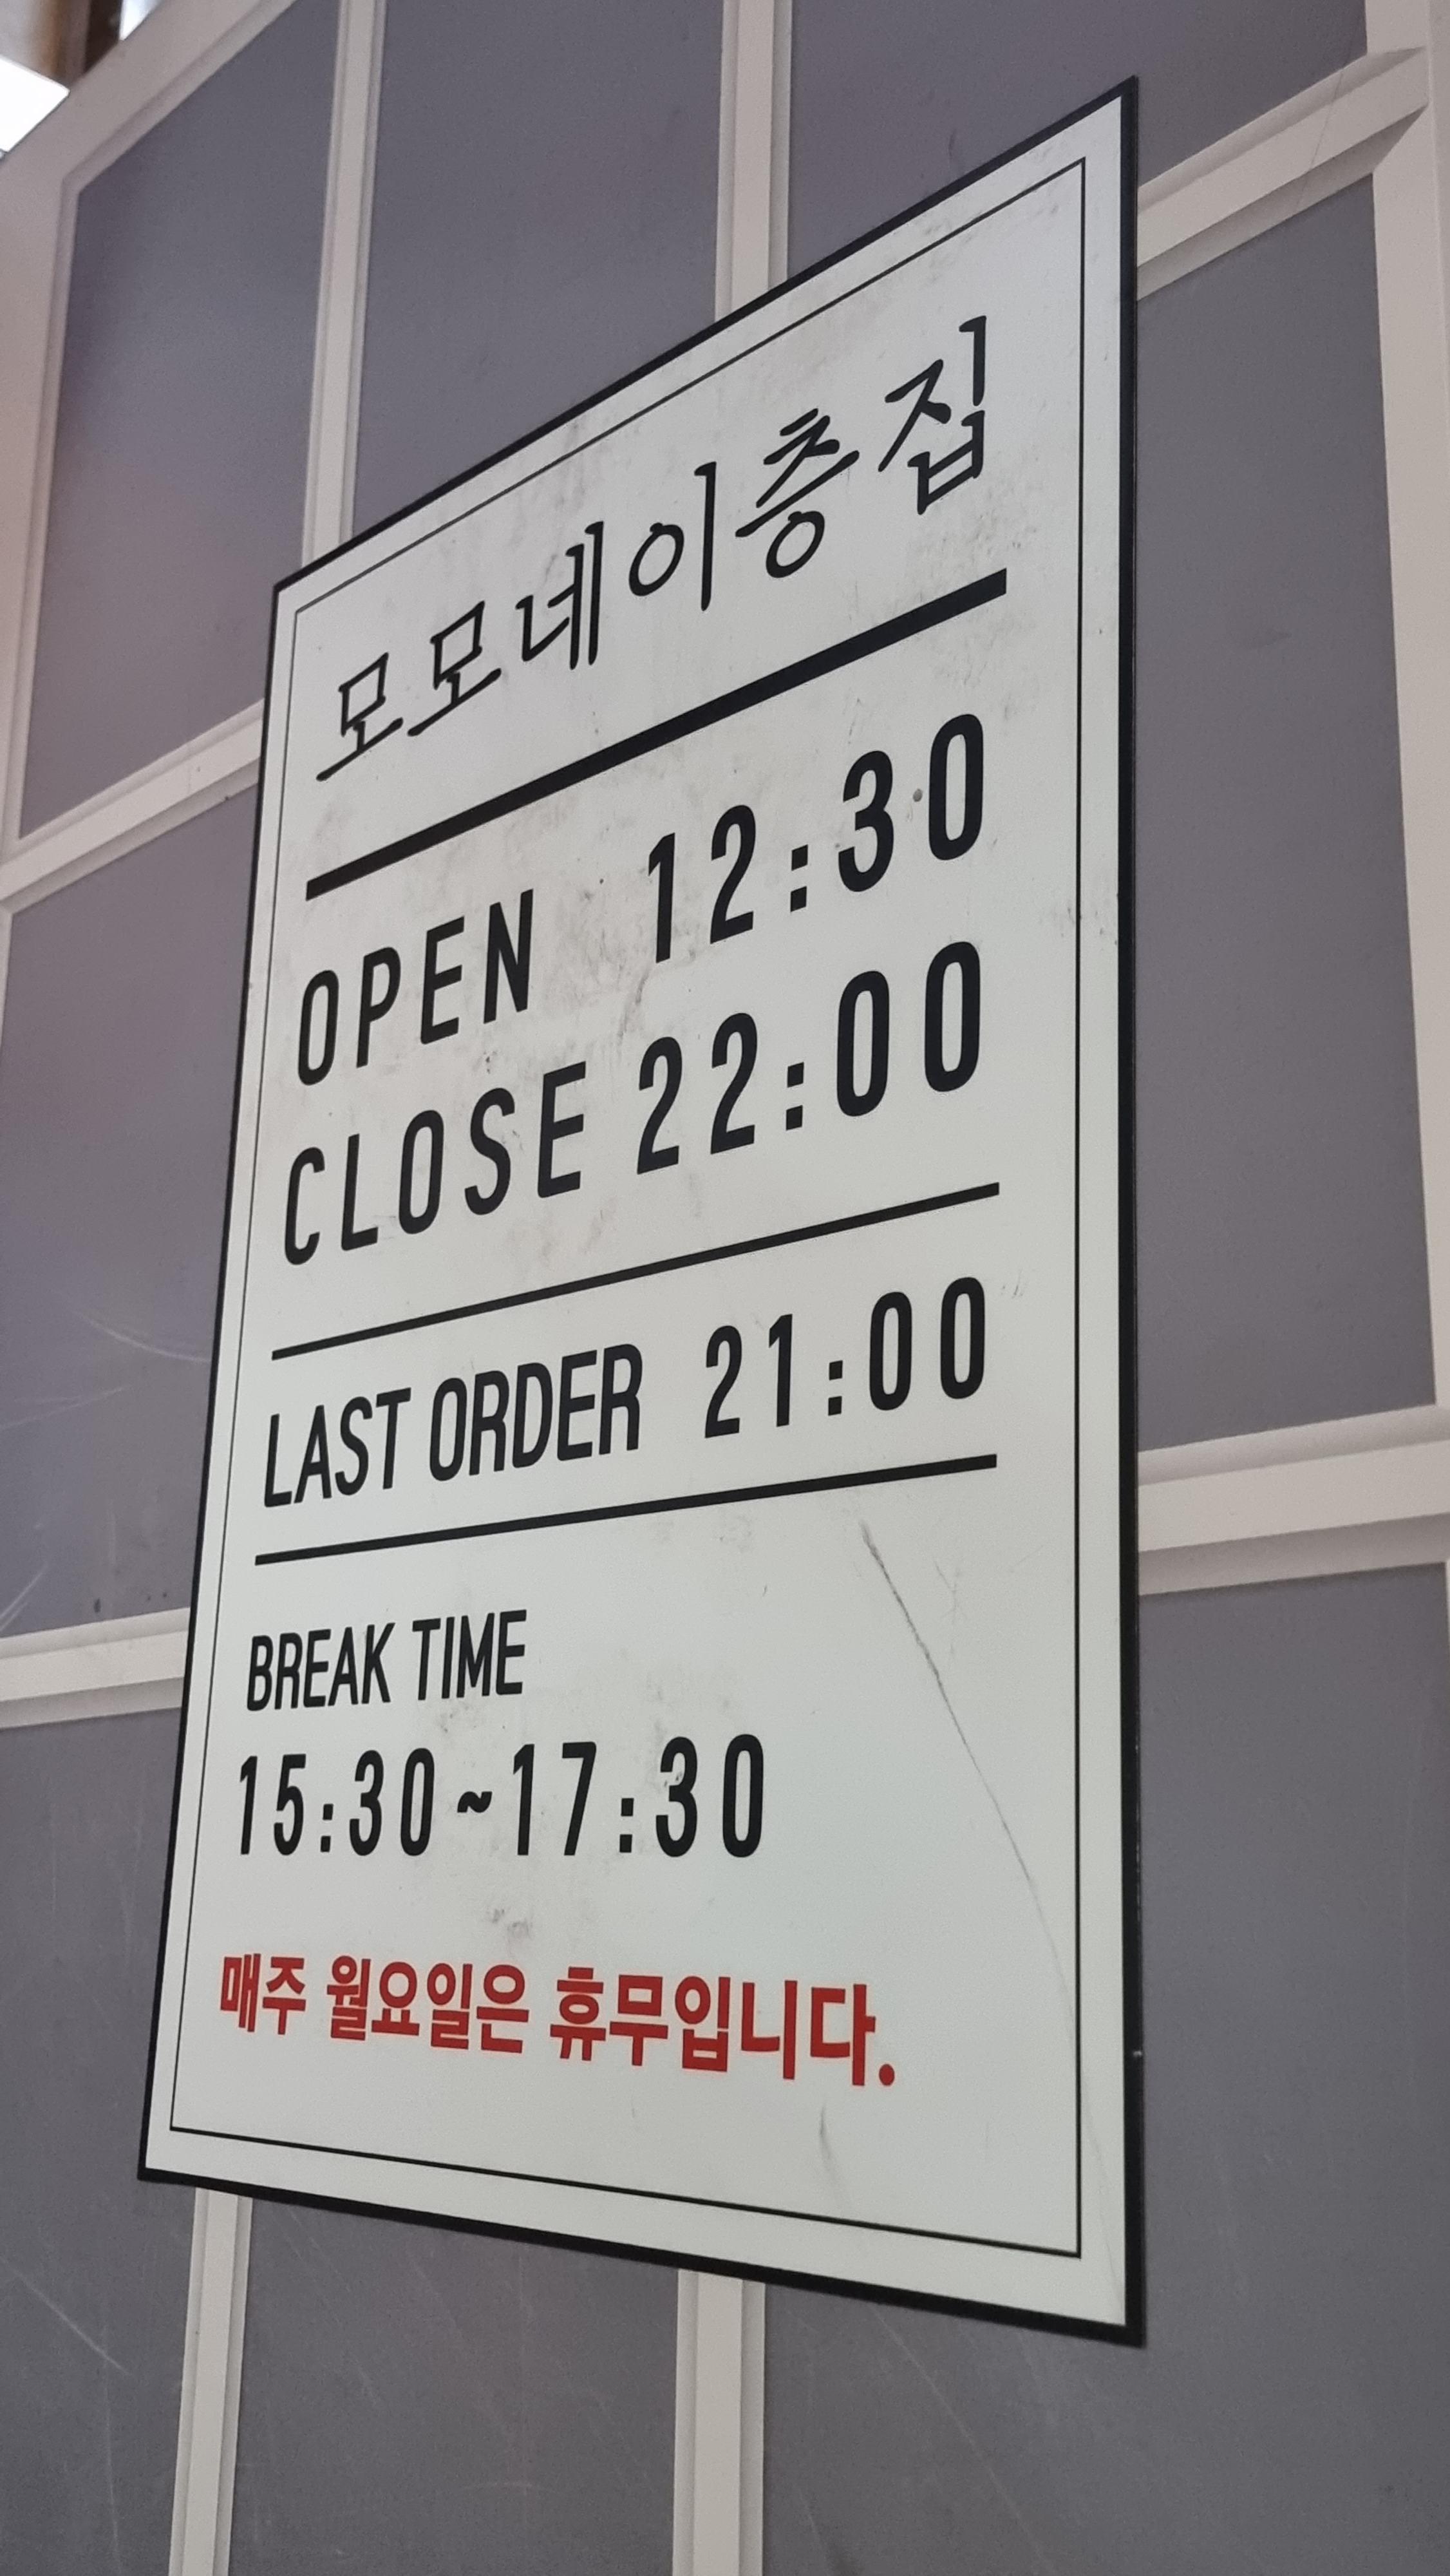 모모네이층집
OPEN 12:30
CLOSE 22:00
LAST ORDER 21:00
BREAK TIME
15:30~17:30
매주 월요일은 휴무입니다.